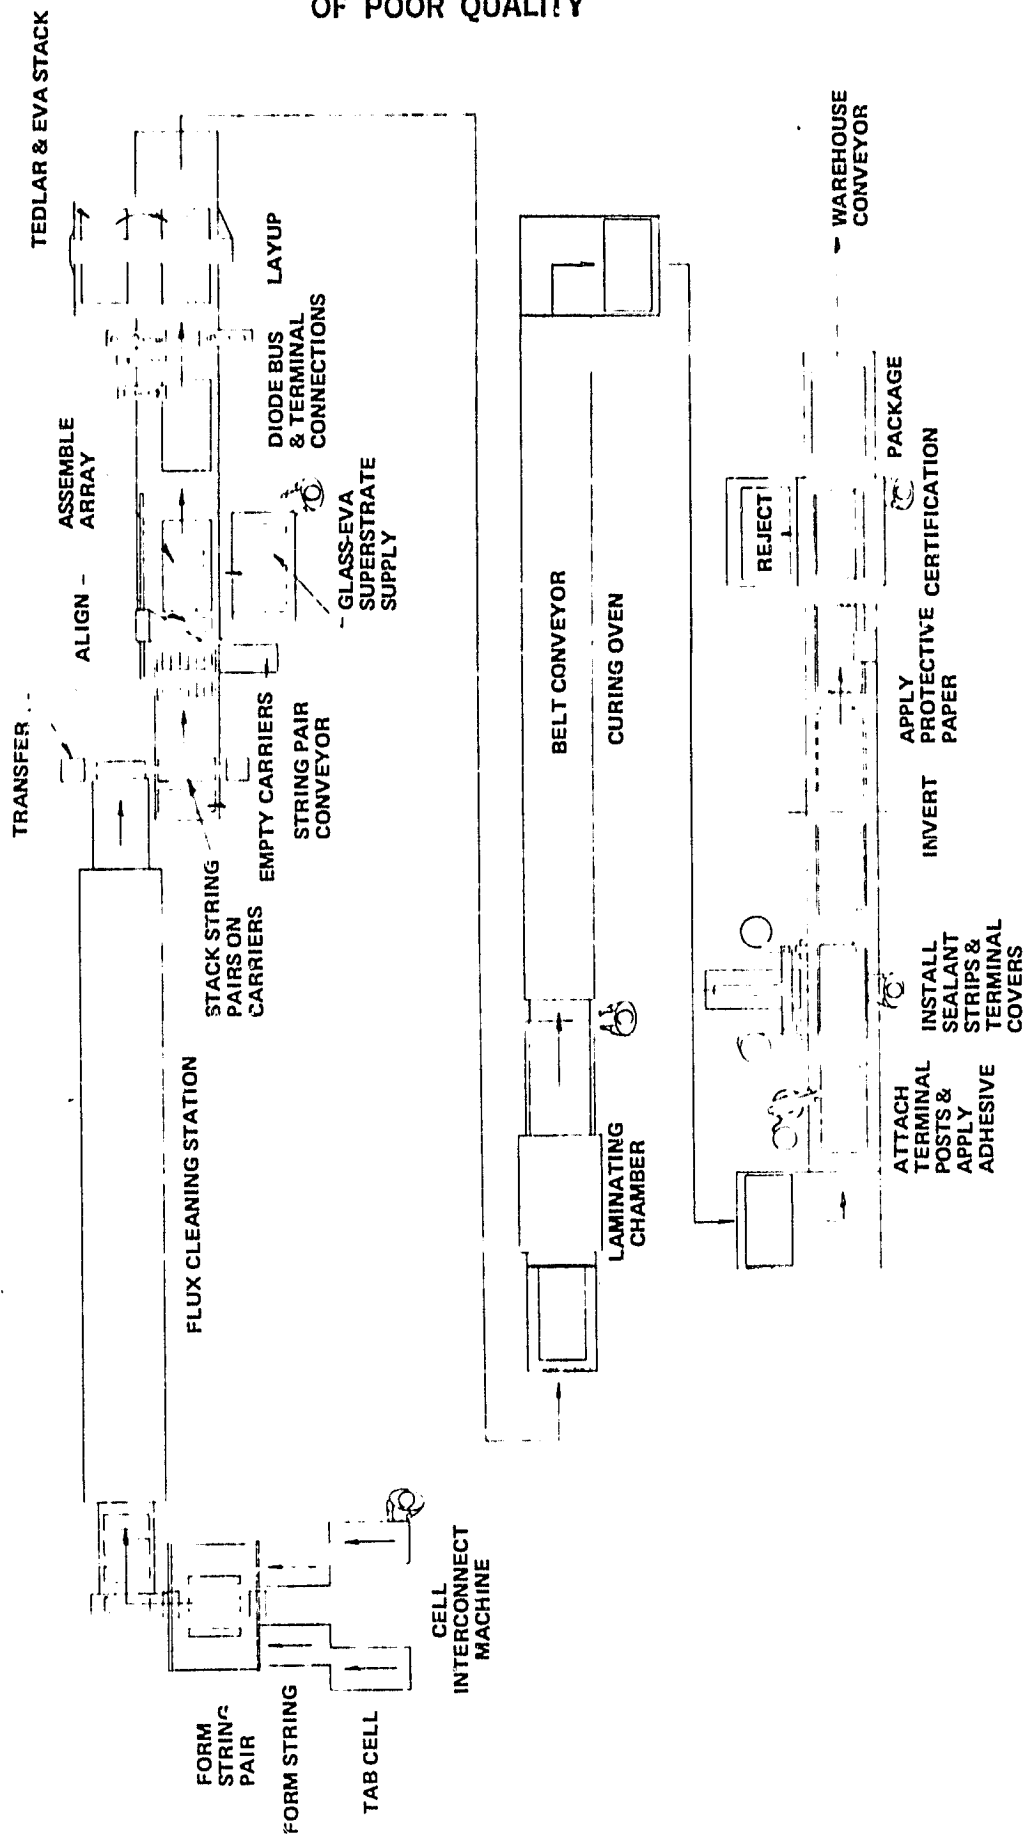 OF POOR QUALITY
TAB CELL
FORM STRING
FORM
STRING
PAIR
CELL
INTERCONNECT
MACHINE
FLUX CLEANING STATION
TRANSFER
STACK STRING
PAIRS ON
CARRIERS
EMPTY CARRIERS
STRING PAIR
CONVEYOR
ALIGN
ASSEMBLE
ARRAY
GLASS-EVA
SUPERSTRATE
SUPPLY
DIODE BUS
& TERMINAL
CONNECTIONS
LAYUP
TEDLAR & EVA STACK
LAMINATING
CHAMBER
BELT CONVEYOR
CURING OVEN
ATTACH
TERMINAL
POSTS &
APPLY
ADHESIVE
INSTALL
SEALANT
STRIPS &
TERMINAL
COVERS
INVERT
APPLY
PROTECTIVE
PAPER
CERTIFICATION
REJECT
PACKAGE
WAREHOUSE
CONVEYOR